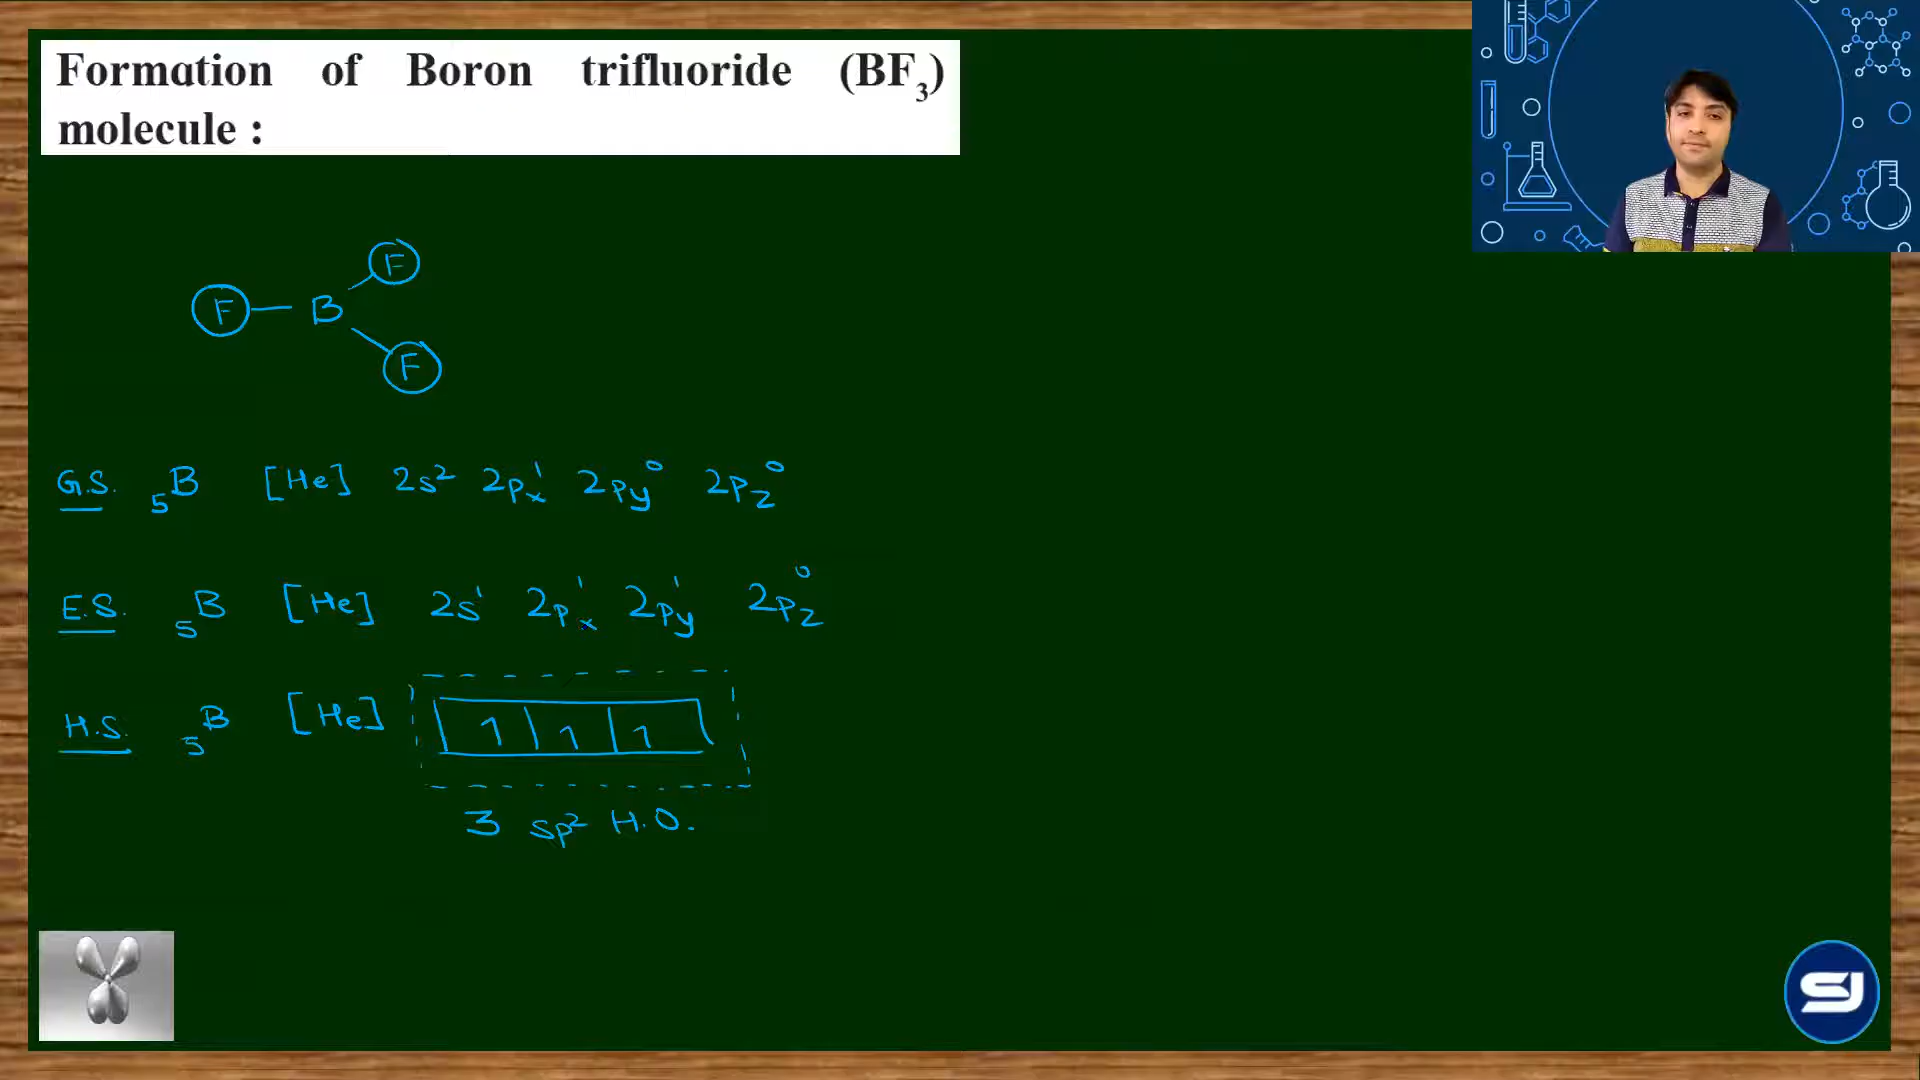 Formation of Boron trifluoride (BF₃)
molecule :
F
F — B
F
G.S. ₅B [He] 2s² 2pₓ¹ 2py⁰ 2pz⁰
E.S. ₅B [He] 2s¹ 2pₓ¹ 2py¹ 2pz⁰
H.S. ₅B [He] 1 1 1
3 sp² H.O.
SJ